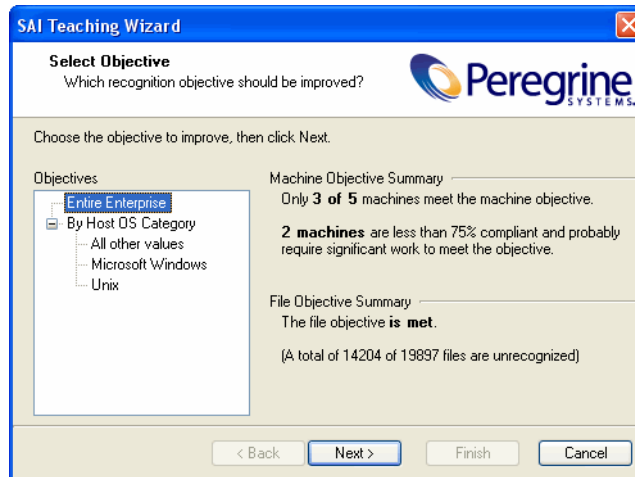 SAI Teaching Wizard
Select Objective
Which recognition objective should be improved?
Peregrine
SYSTEMS
Choose the objective to improve, then click Next.
Objectives
Entire Enterprise
By Host OS Category
All other values
Microsoft Windows
Unix
Machine Objective Summary
Only 3 of 5 machines meet the machine objective.
2 machines are less than 75% compliant and probably
require significant work to meet the objective.
File Objective Summary
The file objective is met.
(A total of 14204 of 19897 files are unrecognized)
< Back
Next >
Finish
Cancel